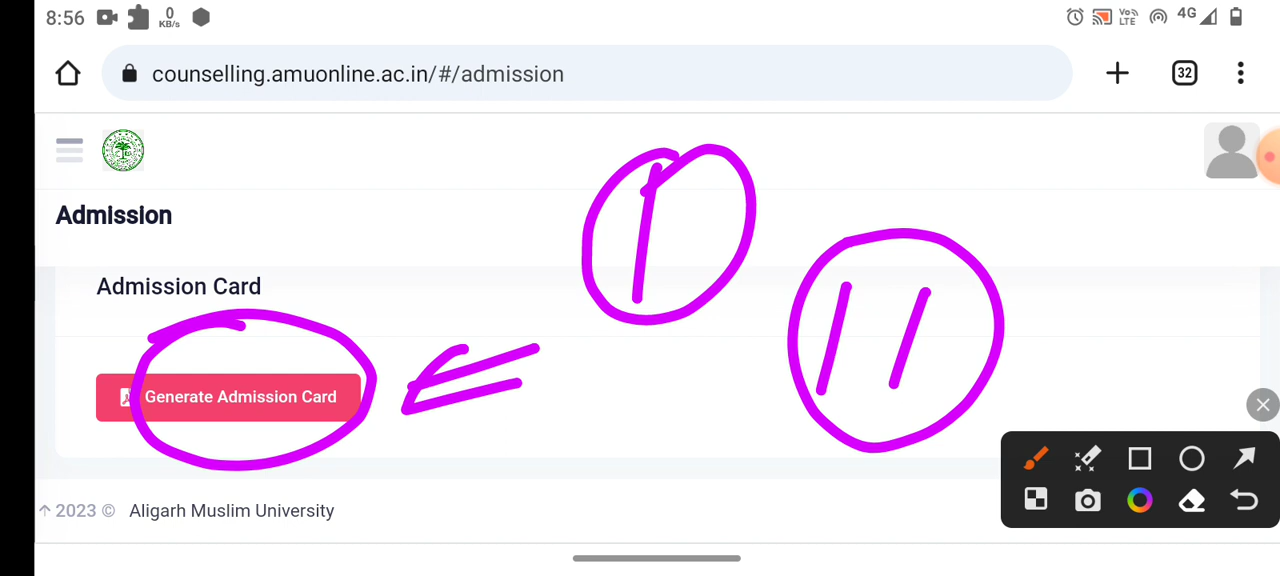 8:56 0 KB/s Vo LTE 4G
counselling.amuonline.ac.in/#/admission 32
Admission
Admission Card
Generate Admission Card
↑ 2023 © Aligarh Muslim University